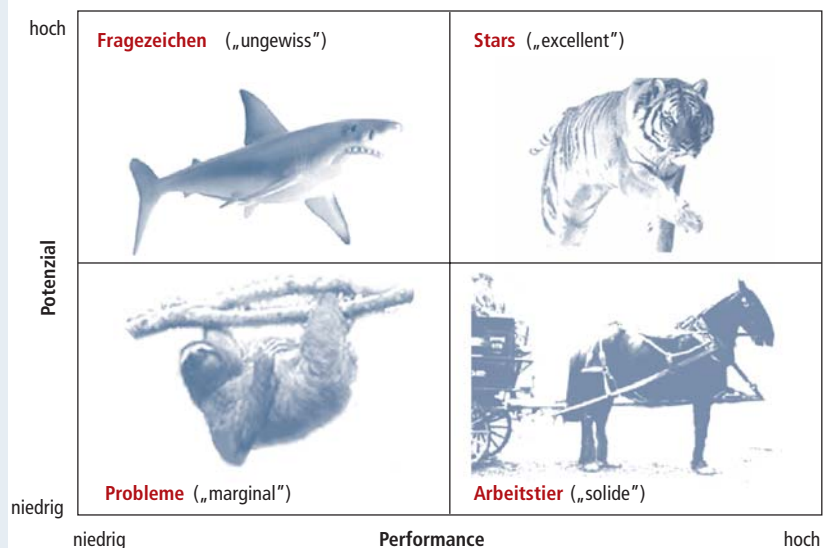 hoch
Fragezeichen („ungewiss”)
Stars („excellent”)
Potenzial
Probleme („marginal”)
Arbeitstier („solide”)
niedrig
niedrig
Performance
hoch